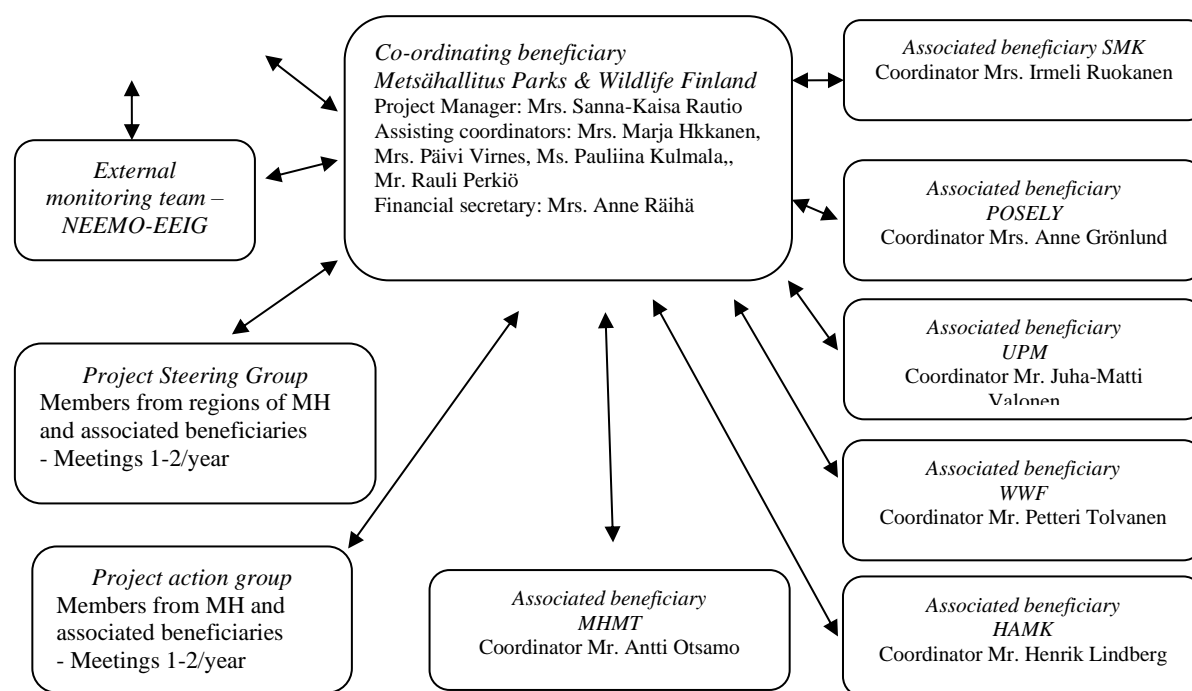 Co-ordinating beneficiary
Metsähallitus Parks & Wildlife Finland
Project Manager: Mrs. Sanna-Kaisa Rautio
Assisting coordinators: Mrs. Marja Hkkanen,
Mrs. Päivi Virnes, Ms. Pauliina Kulmala,,
Mr. Rauli Perkiö
Financial secretary: Mrs. Anne Räihä
Associated beneficiary SMK
Coordinator Mrs. Irmeli Ruokanen
External
monitoring team –
NEEMO-EEIG
Associated beneficiary
POSELY
Coordinator Mrs. Anne Grönlund
Associated beneficiary
UPM
Coordinator Mr. Juha-Matti
Valonen
Project Steering Group
Members from regions of MH
and associated beneficiaries
- Meetings 1-2/year
Associated beneficiary
WWF
Coordinator Mr. Petteri Tolvanen
Project action group
Members from MH and
associated beneficiaries
- Meetings 1-2/year
Associated beneficiary
MHMT
Coordinator Mr. Antti Otsamo
Associated beneficiary
HAMK
Coordinator Mr. Henrik Lindberg